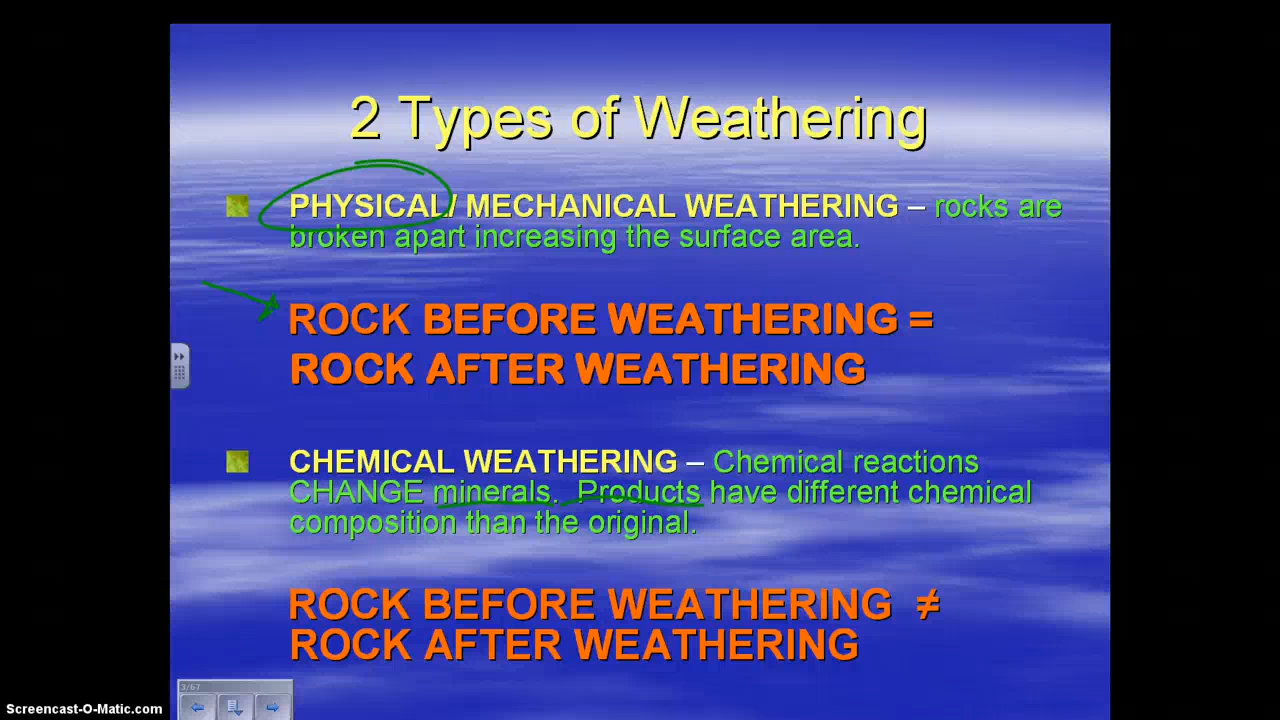 2 Types of Weathering
PHYSICAL/ MECHANICAL WEATHERING – rocks are
broken apart increasing the surface area.
ROCK BEFORE WEATHERING =
ROCK AFTER WEATHERING
CHEMICAL WEATHERING – Chemical reactions
CHANGE minerals. Products have different chemical
composition than the original.
ROCK BEFORE WEATHERING ≠
ROCK AFTER WEATHERING
3/67
Screencast-O-Matic.com